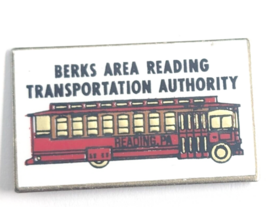 BERKS AREA READING
TRANSPORTATION AUTHORITY
READING, PA.